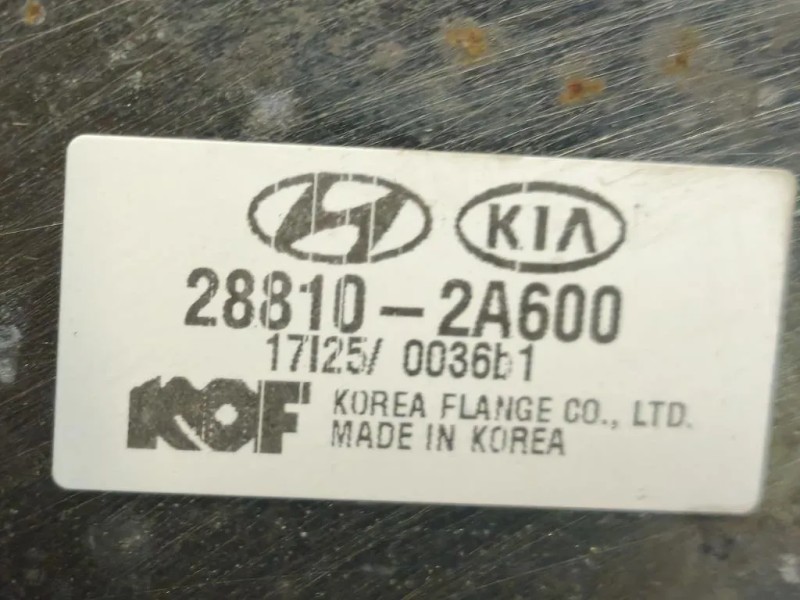 KIA
28810-2A600
17I25/ 0036b1
KOF KOREA FLANGE CO., LTD.
MADE IN KOREA